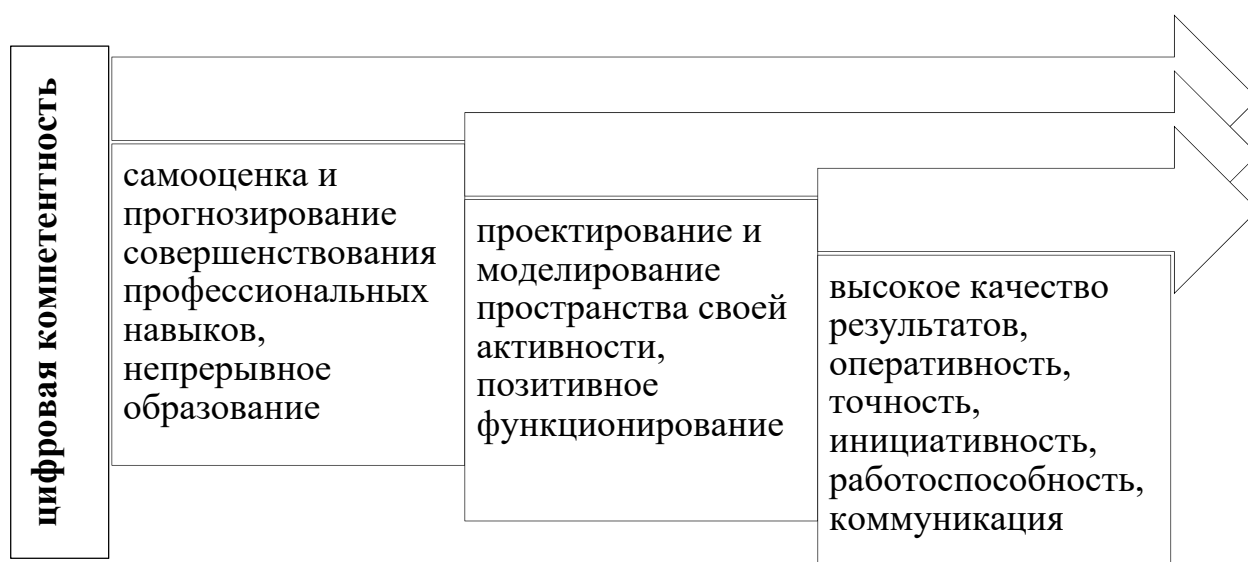 цифровая компетентность
самооценка и
прогнозирование
совершенствования
профессиональных
навыков,
непрерывное
образование
проектирование и
моделирование
пространства своей
активности,
позитивное
функционирование
высокое качество
результатов,
оперативность,
точность,
инициативность,
работоспособность,
коммуникация